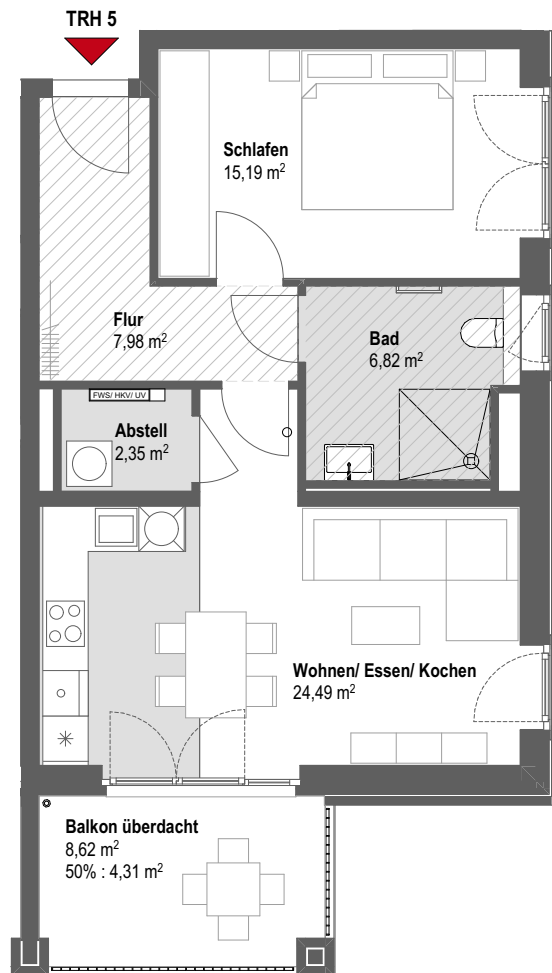 TRH 5
Schlafen
15,19 m²
Flur
7,98 m²
Bad
6,82 m²
FWS/ HKV/ UV
Abstell
2,35 m²
Wohnen/ Essen/ Kochen
24,49 m²
Balkon überdacht
8,62 m²
50% : 4,31 m²